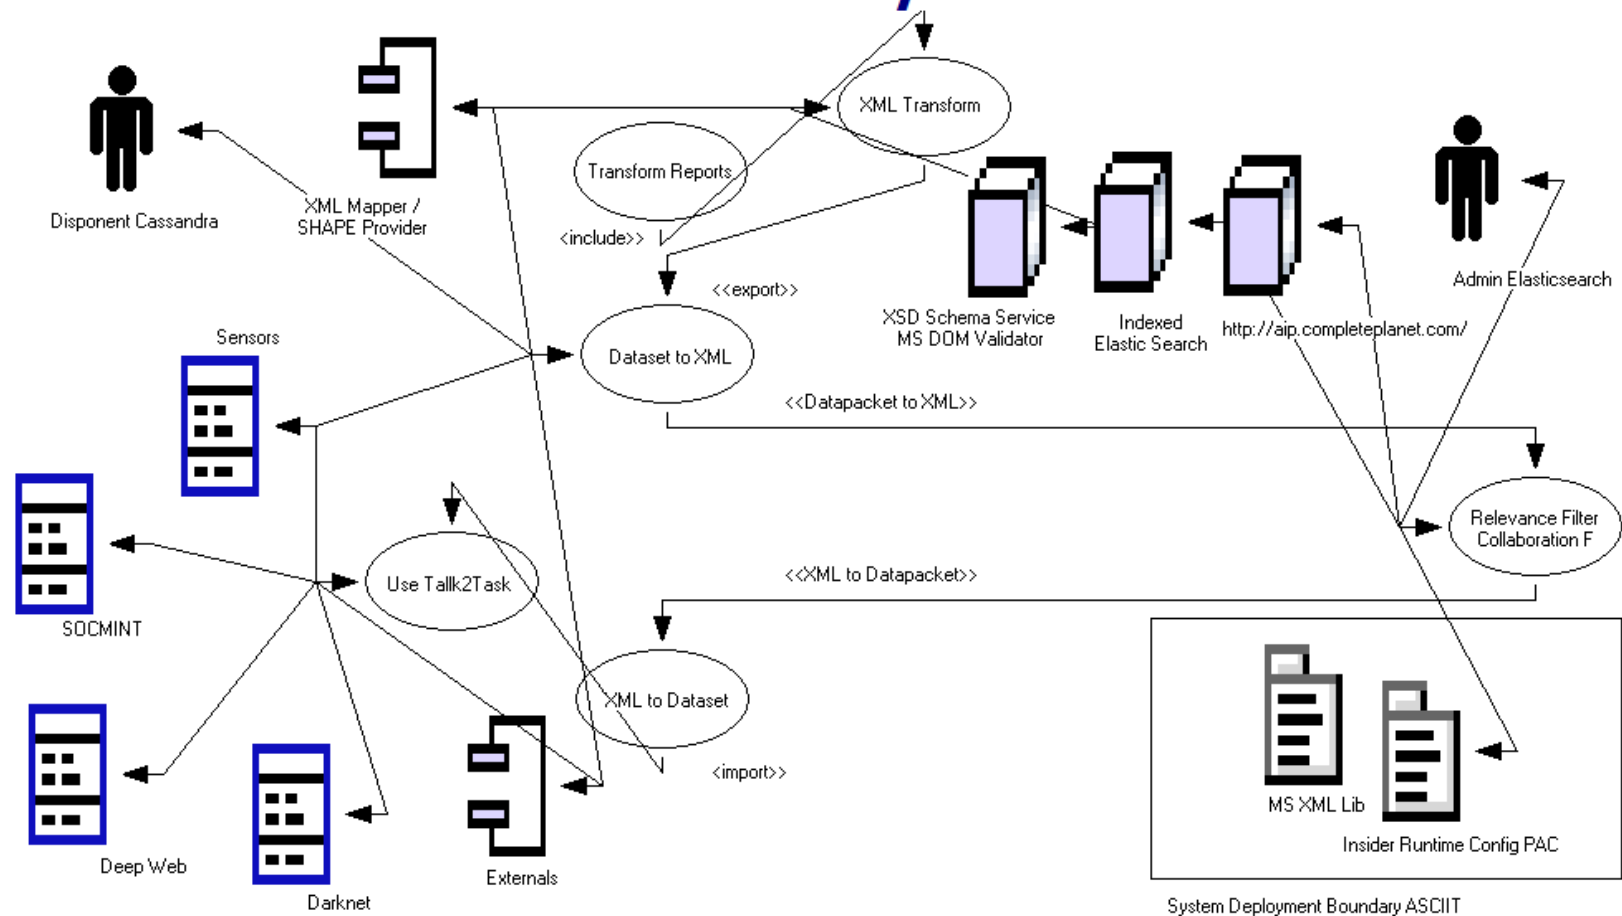 XML Transform
Transform Reports
Disponent Cassandra
XML Mapper /
SHAPE Provider
<include>>
<<export>>
Admin Elasticsearch
XSD Schema Service
MS DOM Validator
Indexed
Elastic Search
http://aip.completeplanet.com/
Sensors
Dataset to XML
<<Datapacket to XML>>
Relevance Filter
Collaboration F
Use Tallk2Task
<<XML to Datapacket>>
SOCMINT
XML to Dataset
<import>>
MS XML Lib
Insider Runtime Config PAC
Deep Web
Externals
Darknet
System Deployment Boundary ASCIIT